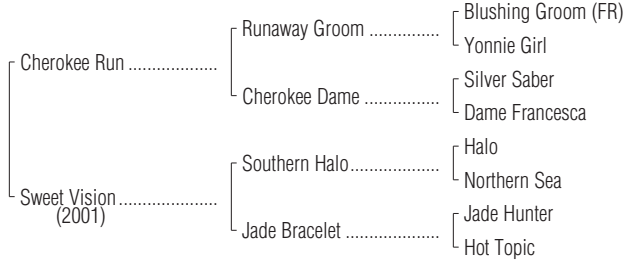 Blushing Groom (FR)
Runaway Groom ................
Yonnie Girl
Cherokee Run ...................
Silver Saber
Cherokee Dame .................
Dame Francesca
Halo
Southern Halo....................
Northern Sea
Sweet Vision.....................
(2001)
Jade Hunter
Jade Bracelet .....................
Hot Topic